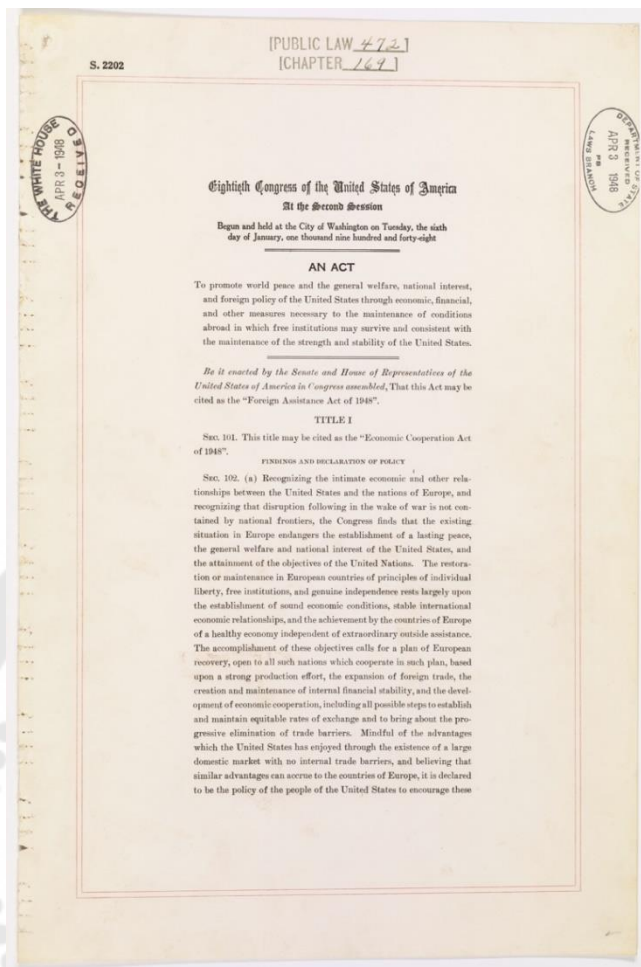 [PUBLIC LAW 472]
[CHAPTER 169]
S. 2202
THE WHITE HOUSE
APR 3 - 1948
RECEIVED
DEPARTMENT OF STATE
RECEIVED
APR 3 1948
PB
LAWS BRANCH
Eightieth Congress of the United States of America
At the Second Session
Begun and held at the City of Washington on Tuesday, the sixth
day of January, one thousand nine hundred and forty-eight
AN ACT
To promote world peace and the general welfare, national interest,
and foreign policy of the United States through economic, financial,
and other measures necessary to the maintenance of conditions
abroad in which free institutions may survive and consistent with
the maintenance of the strength and stability of the United States.
Be it enacted by the Senate and House of Representatives of the
United States of America in Congress assembled, That this Act may be
cited as the "Foreign Assistance Act of 1948".
TITLE I
SEC. 101. This title may be cited as the "Economic Cooperation Act
of 1948".
FINDINGS AND DECLARATION OF POLICY
SEC. 102. (a) Recognizing the intimate economic and other rela-
tionships between the United States and the nations of Europe, and
recognizing that disruption following in the wake of war is not con-
tained by national frontiers, the Congress finds that the existing
situation in Europe endangers the establishment of a lasting peace,
the general welfare and national interest of the United States, and
the attainment of the objectives of the United Nations. The restora-
tion or maintenance in European countries of principles of individual
liberty, free institutions, and genuine independence rests largely upon
the establishment of sound economic conditions, stable international
economic relationships, and the achievement by the countries of Europe
of a healthy economy independent of extraordinary outside assistance.
The accomplishment of these objectives calls for a plan of European
recovery, open to all such nations which cooperate in such plan, based
upon a strong production effort, the expansion of foreign trade, the
creation and maintenance of internal financial stability, and the devel-
opment of economic cooperation, including all possible steps to establish
and maintain equitable rates of exchange and to bring about the pro-
gressive elimination of trade barriers. Mindful of the advantages
which the United States has enjoyed through the existence of a large
domestic market with no internal trade barriers, and believing that
similar advantages can accrue to the countries of Europe, it is declared
to be the policy of the people of the United States to encourage these